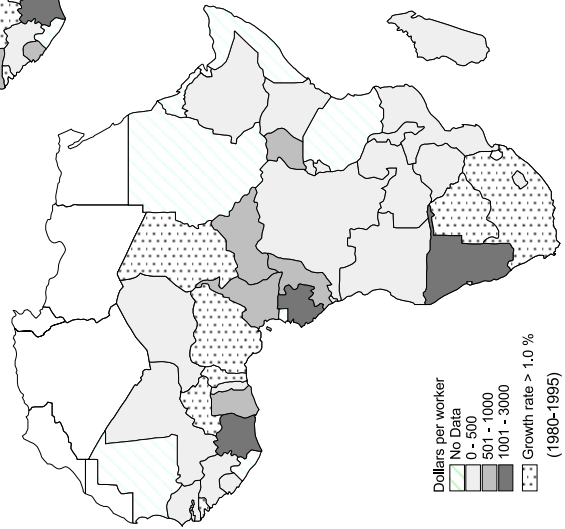 Dollars per worker
No Data
0 - 500
501 - 1000
1001 - 3000
Growth rate > 1.0 %
(1980-1995)